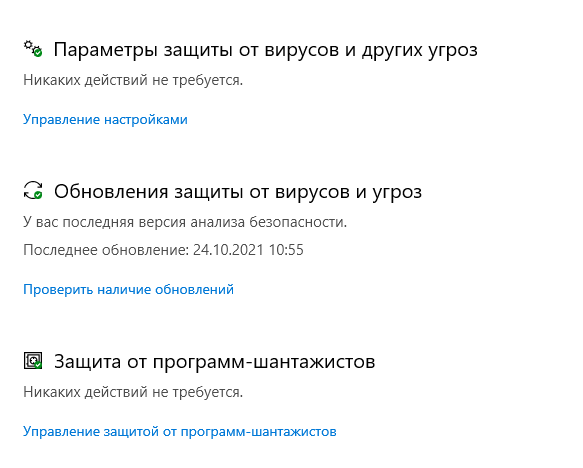 Параметры защиты от вирусов и других угроз
Никаких действий не требуется.
Управление настройками
Обновления защиты от вирусов и угроз
У вас последняя версия анализа безопасности.
Последнее обновление: 24.10.2021 10:55
Проверить наличие обновлений
Защита от программ-шантажистов
Никаких действий не требуется.
Управление защитой от программ-шантажистов